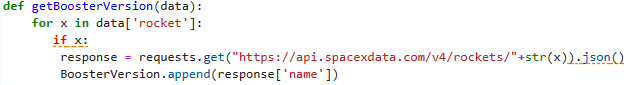 def getBoosterVersion(data):
    for x in data['rocket']:
       if x:
        response = requests.get("https://api.spacexdata.com/v4/rockets/"+str(x)).json()
        BoosterVersion.append(response['name'])